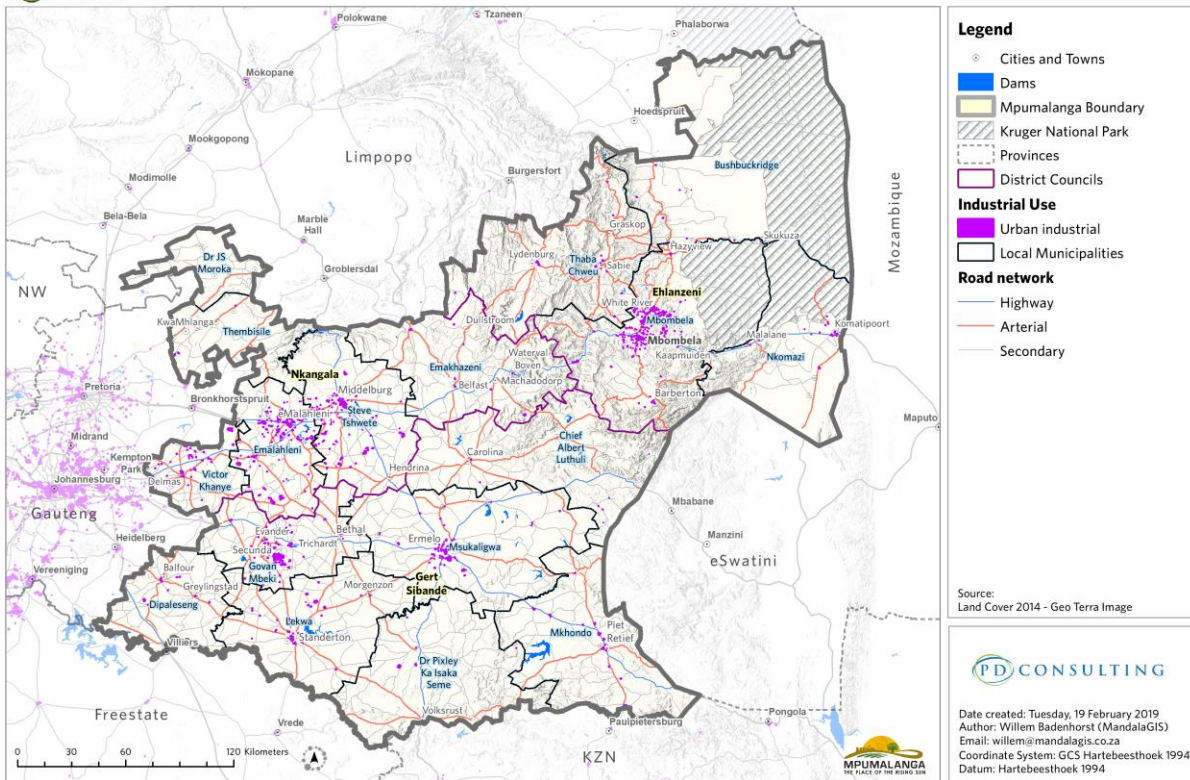 Polokwane
Tzaneen
Phalaborwa
Mokopane
Hoedspruit
Mookgopong
Limpopo
Bushbuckridge
Modimolle
Burgersfort
Bela-Bela
Marble
Hall
Graskop
Mozambique
Dr JS
Moroka
Groblersdal
Lydenburg
Thaba
Chweu
Sabie
Hazyview
Skukuza
NW
Ehlanzeni
White River
KwaMhlanga
Thembisile
Dullstroom
Mbombela
Mbombela
Komatipoort
Malalane
Kaapmuiden
Nkomazi
Waterval
Boven
Machadodorp
Emakhazeni
Belfast
Nkangala
Middelburg
Pretoria
Bronkhorstspruit
eMalahleni
Steve
Tshwete
Barberton
Maputo
Midrand
Kempton
Park
Johannesburg
Emalahleni
Chief
Albert
Luthuli
Carolina
Hendrina
Delmas
Victor
Khanye
Gauteng
Mbabane
Manzini
eSwatini
Heidelberg
Evander
Bethal
Trichardt
Secunda
Govan
Mbeki
Ermelo
Msukaligwa
Vereeniging
Balfour
Greylingstad
Morgenzon
Gert
Sibande
Dipaleseng
Lekwa
Standerton
Mkhondo
Piet
Retief
Villiers
Dr Pixley
Ka Isaka
Seme
Volksrust
Freestate
Vrede
Paulpietersburg
Pongola
KZN
0 30 60 120 Kilometers
MPUMALANGA
THE PLACE OF THE RISING SUN
Legend
Cities and Towns
Dams
Mpumalanga Boundary
Kruger National Park
Provinces
District Councils
Industrial Use
Urban industrial
Local Municipalities
Road network
Highway
Arterial
Secondary
Source:
Land Cover 2014 - Geo Terra Image
PD CONSULTING
Date created: Tuesday, 19 February 2019
Author: Willem Badenhorst (MandalaGIS)
Email: willem@mandalagis.co.za
Coordinate System: GCS Hartebeesthoek 1994
Datum: Hartebeesthoek 1994